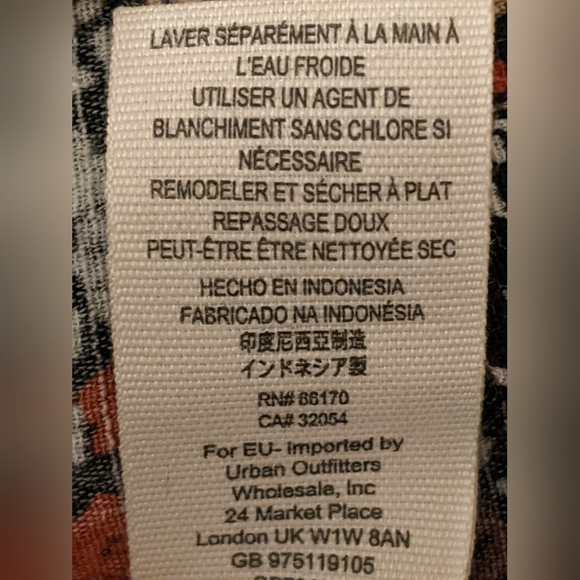 LAVER SÉPARÉMENT À LA MAIN À
L'EAU FROIDE
UTILISER UN AGENT DE
BLANCHIMENT SANS CHLORE SI
NÉCESSAIRE
REMODELER ET SÉCHER À PLAT
REPASSAGE DOUX
PEUT-ÊTRE ÊTRE NETTOYÉE SEC
HECHO EN INDONESIA
FABRICADO NA INDONÉSIA
印度尼西亞制造
インドネシア製
RN# 66170
CA# 32054
For EU- imported by
Urban Outfitters
Wholesale, Inc
24 Market Place
London UK W1W 8AN
GB 975119105